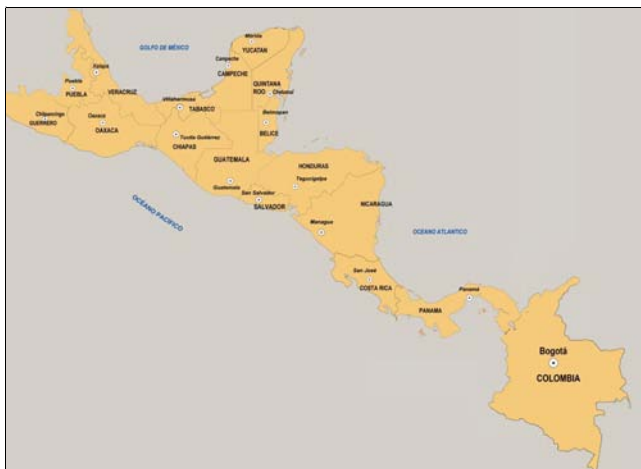 GOLFO DE MÉXICO
Mérida
YUCATAN
Campeche
CAMPECHE
QUINTANA
ROO
Chetumal
Xalapa
Puebla
PUEBLA
VERACRUZ
Villahermosa
TABASCO
Belmopan
BELICE
Chilpancingo
GUERRERO
Oaxaca
OAXACA
Tuxtla Gutiérrez
CHIAPAS
GUATEMALA
Guatemala
HONDURAS
Tegucigalpa
San Salvador
SALVADOR
NICARAGUA
Managua
OCEANO PACÍFICO
OCEANO ATLANTICO
San José
COSTA RICA
Panamá
PANAMA
Bogotá
COLOMBIA